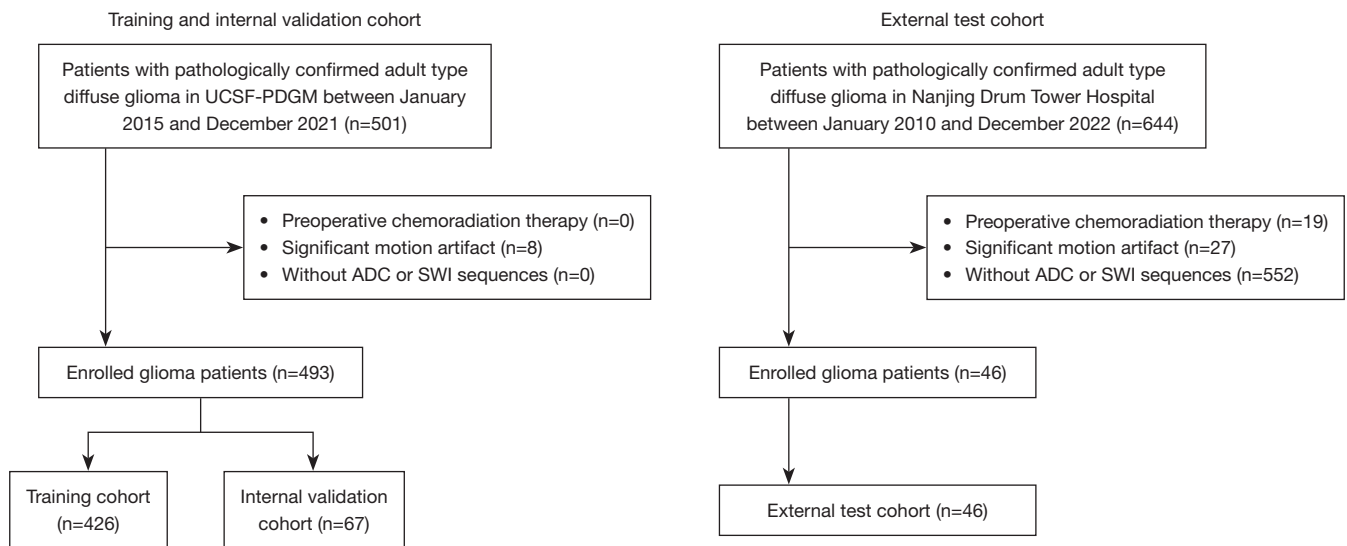 Training and internal validation cohort
Patients with pathologically confirmed adult type
diffuse glioma in UCSF-PDGM between January
2015 and December 2021 (n=501)
• Preoperative chemoradiation therapy (n=0)
• Significant motion artifact (n=8)
• Without ADC or SWI sequences (n=0)
Enrolled glioma patients (n=493)
Training cohort
(n=426)
Internal validation
cohort (n=67)
External test cohort
Patients with pathologically confirmed adult type
diffuse glioma in Nanjing Drum Tower Hospital
between January 2010 and December 2022 (n=644)
• Preoperative chemoradiation therapy (n=19)
• Significant motion artifact (n=27)
• Without ADC or SWI sequences (n=552)
Enrolled glioma patients (n=46)
External test cohort (n=46)